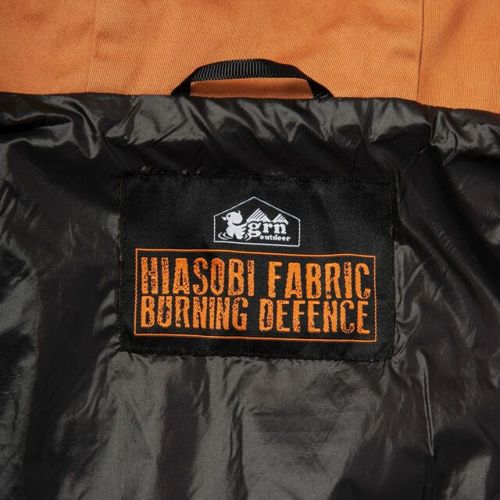 grn
outdoor
HIASOBI FABRIC
BURNING DEFENCE